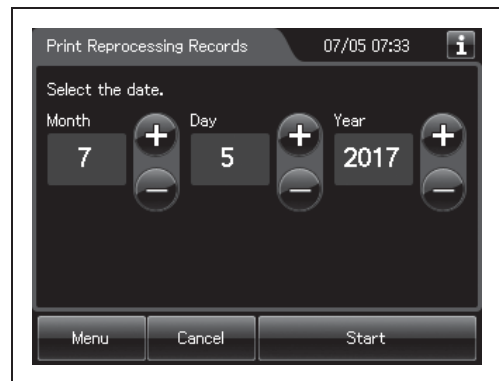 Print Reprocessing Records 07/05 07:33 i
Select the date.
Month Day Year
7 + 5 + 2017 +
− − −
Menu Cancel Start